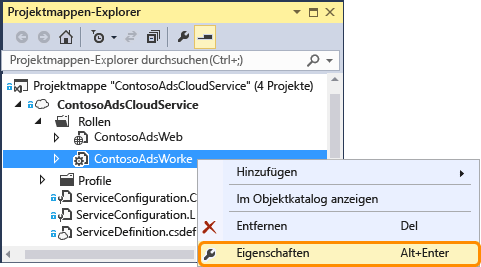 Projektmappen-Explorer
Projektmappen-Explorer durchsuchen (Ctrl+;)
Projektmappe "ContosoAdsCloudService" (4 Projekte)
ContosoAdsCloudService
Rollen
ContosoAdsWeb
ContosoAdsWorke
Hinzufügen
Im Objektkatalog anzeigen
Entfernen Del
Eigenschaften Alt+Enter
Profile
ServiceConfiguration.C
ServiceConfiguration.L
ServiceDefinition.csdef